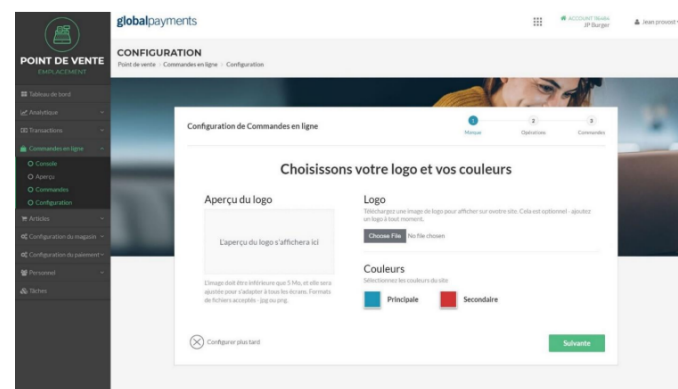 globalpayments
ACCOUNT NAME
JP Burger
Jean provost
POINT DE VENTE
EMPLACEMENT
CONFIGURATION
Point de vente Commandes en ligne Configuration
Tableau de bord
Analytique
Transactions
Commandes en ligne
Console
Aperçu
Commandes
Configuration
Articles
Configuration du magasin
Configuration du paiement
Personnel
Tâches
Configuration de Commandes en ligne
1
2
3
Marque
Opérations
Commandes
Choisissons votre logo et vos couleurs
Aperçu du logo
L'aperçu du logo s'affichera ici
L'image doit être inférieure que 5 Mo, et elle sera
ajustée pour s'adapter à tous les écrans. Formats
de fichiers acceptés - jpg ou png.
Logo
Téléchargez une image de logo pour afficher sur votre site. Cela est optionnel - ajoutez
un logo à tout moment.
Choose File No file chosen
Couleurs
Sélectionnez les couleurs du site
Principale
Secondaire
Configurer plus tard
Suivante